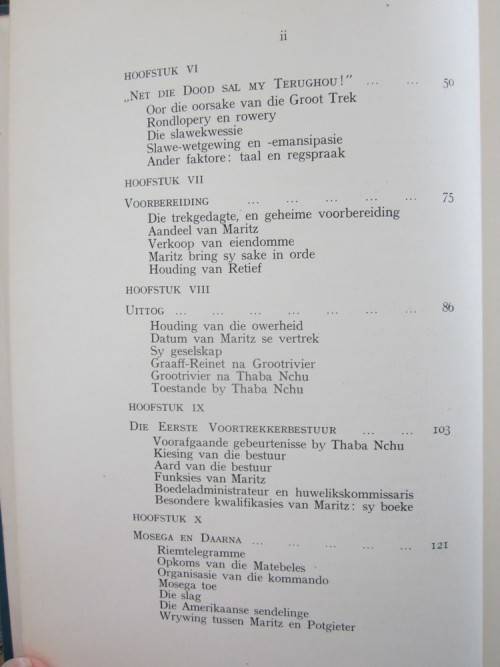 ii
HOOFSTUK VI
„NET DIE DOOD SAL MY TERUGHOU!” ... ... 50
Oor die oorsake van die Groot Trek
Rondlopery en rowery
Die slawekwessie
Slawe-wetgewing en -emansipasie
Ander faktore: taal en regspraak
HOOFSTUK VII
VOORBEREIDING ... ... ... ... ... 75
Die trekgedagte, en geheime voorbereiding
Aandeel van Maritz
Verkoop van eiendomme
Maritz bring sy sake in orde
Houding van Retief
HOOFSTUK VIII
UITTOG ... ... ... ... ... ... ... 86
Houding van die owerheid
Datum van Maritz se vertrek
Sy geselskap
Graaff-Reinet na Grootrivier
Grootrivier na Thaba Nchu
Toestande by Thaba Nchu
HOOFSTUK IX
DIE EERSTE VOORTREKKERBESTUUR ... ... 103
Voorafgaande gebeurtenisse by Thaba Nchu
Kiesing van die bestuur
Aard van die bestuur
Funksies van Maritz
Boedeladministrateur en huwelikskommissaris
Besondere kwalifikasies van Maritz: sy boeke
HOOFSTUK X
MOSEGA EN DAARNA ... ... ... ... ... 121
Riemtelegramme
Opkoms van die Matebeles
Organisasie van die kommando
Mosega toe
Die slag
Die Amerikaanse sendelinge
Wrywing tussen Maritz en Potgieter